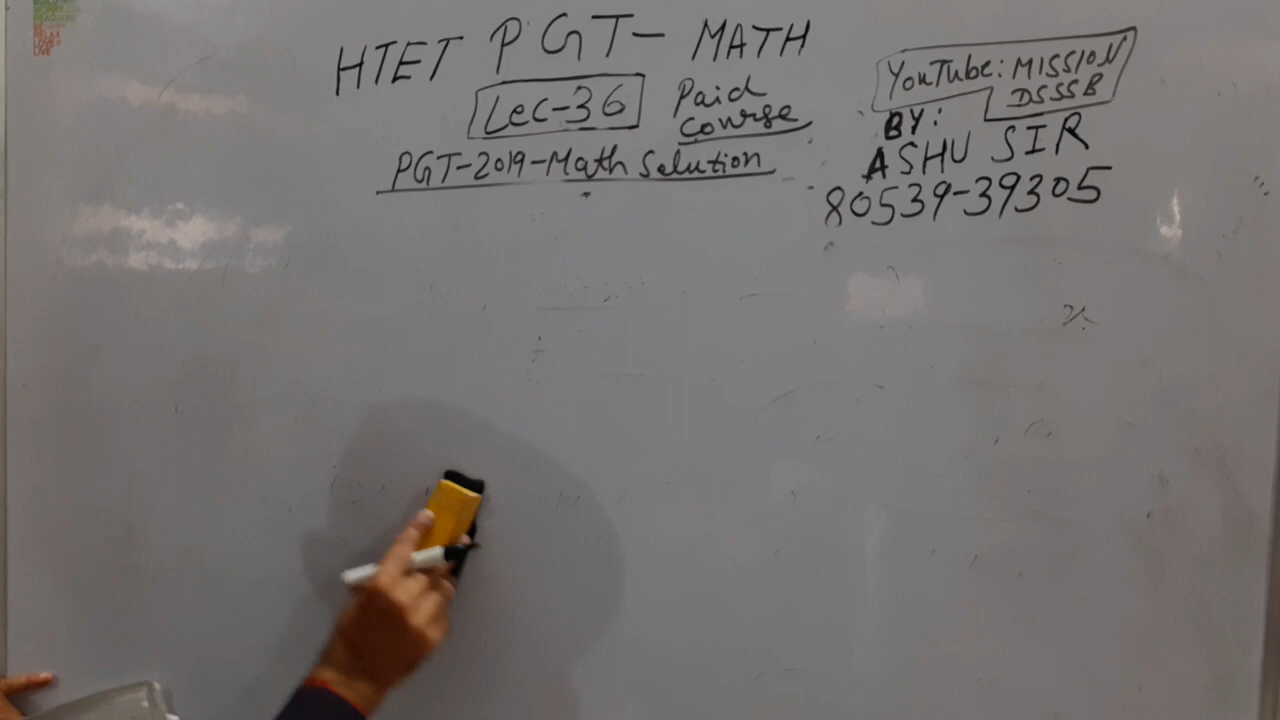 HTET PGT- MATH
Lec-36 Paid
Course
PGT-2019-Math Solution
YouTube: MISSION
DSSSB
BY:
ASHU SIR
80539-39305